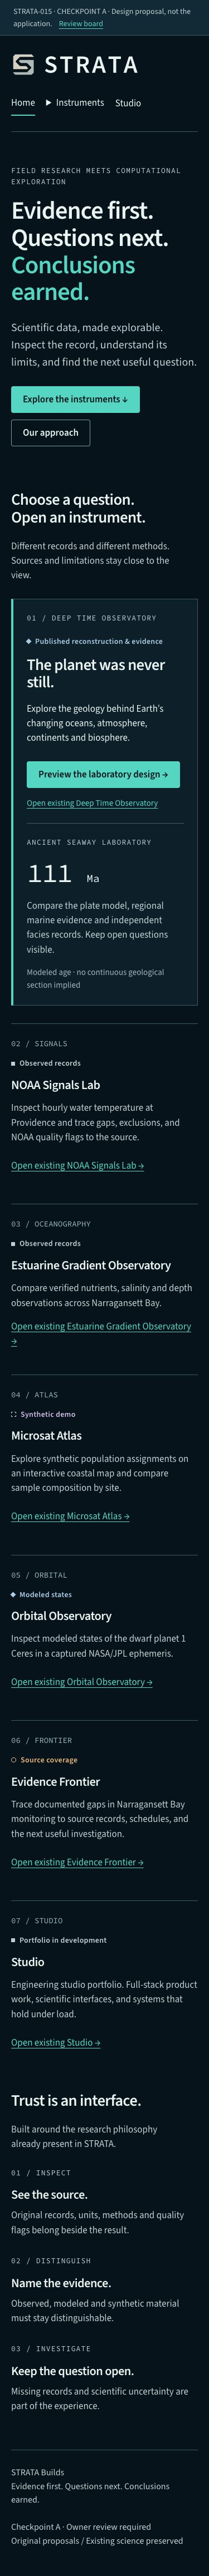 STRATA-015 · CHECKPOINT A · Design proposal, not the
application. Review board
STRATA
Home ▶ Instruments Studio
FIELD RESEARCH MEETS COMPUTATIONAL
EXPLORATION
Evidence first.
Questions next.
Conclusions
earned.
Scientific data, made explorable.
Inspect the record, understand its
limits, and find the next useful question.
Explore the instruments ↓
Our approach
Choose a question.
Open an instrument.
Different records and different methods.
Sources and limitations stay close to the
view.
01 / DEEP TIME OBSERVATORY
Published reconstruction & evidence
The planet was never
still.
Explore the geology behind Earth's
changing oceans, atmosphere,
continents and biosphere.
Preview the laboratory design →
Open existing Deep Time Observatory
ANCIENT SEAWAY LABORATORY
111 Ma
Compare the plate model, regional
marine evidence and independent
facies records. Keep open questions
visible.
Modeled age · no continuous geological
section implied
02 / SIGNALS
Observed records
NOAA Signals Lab
Inspect hourly water temperature at
Providence and trace gaps, exclusions, and
NOAA quality flags to the source.
Open existing NOAA Signals Lab →
03 / OCEANOGRAPHY
Observed records
Estuarine Gradient Observatory
Compare verified nutrients, salinity and depth
observations across Narragansett Bay.
Open existing Estuarine Gradient Observatory
→
04 / ATLAS
Synthetic demo
Microsat Atlas
Explore synthetic population assignments on
an interactive coastal map and compare
sample composition by site.
Open existing Microsat Atlas →
05 / ORBITAL
Modeled states
Orbital Observatory
Inspect modeled states of the dwarf planet 1
Ceres in a captured NASA/JPL ephemeris.
Open existing Orbital Observatory →
06 / FRONTIER
Source coverage
Evidence Frontier
Trace documented gaps in Narragansett Bay
monitoring to source records, schedules, and
the next useful investigation.
Open existing Evidence Frontier →
07 / STUDIO
Portfolio in development
Studio
Engineering studio portfolio. Full-stack product
work, scientific interfaces, and systems that
hold under load.
Open existing Studio →
Trust is an interface.
Built around the research philosophy
already present in STRATA.
01 / INSPECT
See the source.
Original records, units, methods and quality
flags belong beside the result.
02 / DISTINGUISH
Name the evidence.
Observed, modeled and synthetic material
must stay distinguishable.
03 / INVESTIGATE
Keep the question open.
Missing records and scientific uncertainty are
part of the experience.
STRATA Builds
Evidence first. Questions next. Conclusions
earned.
Checkpoint A · Owner review required
Original proposals / Existing science preserved